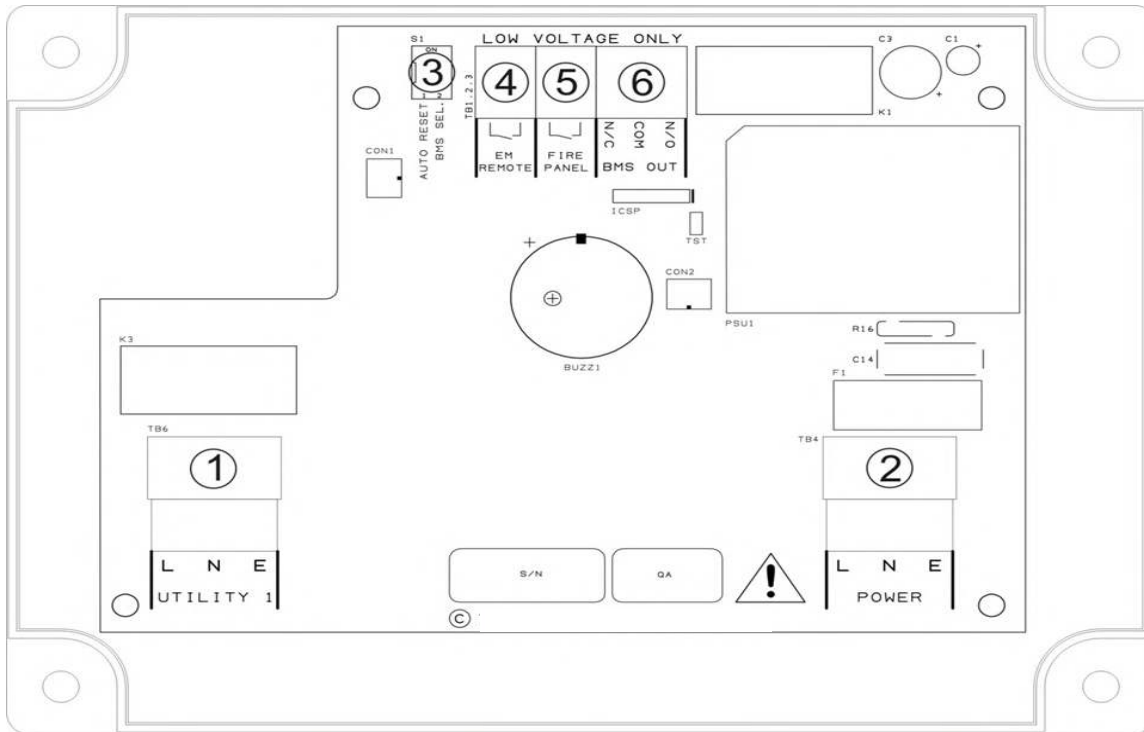 S1
LOW VOLTAGE ONLY
C3
C1
ON
3
1 2
AUTO RESET
BMS SEL.
TB1,2,3
4
5
6
+
+
K1
EM
REMOTE
FIRE
PANEL
N/C
COM
N/O
BMS OUT
CON1
ICSP
TST
+
CON2
PSU1
BUZZ1
R16
C14
F1
K3
TB6
TB4
1
2
L N E
UTILITY 1
S/N
QA
!
L N E
POWER
©